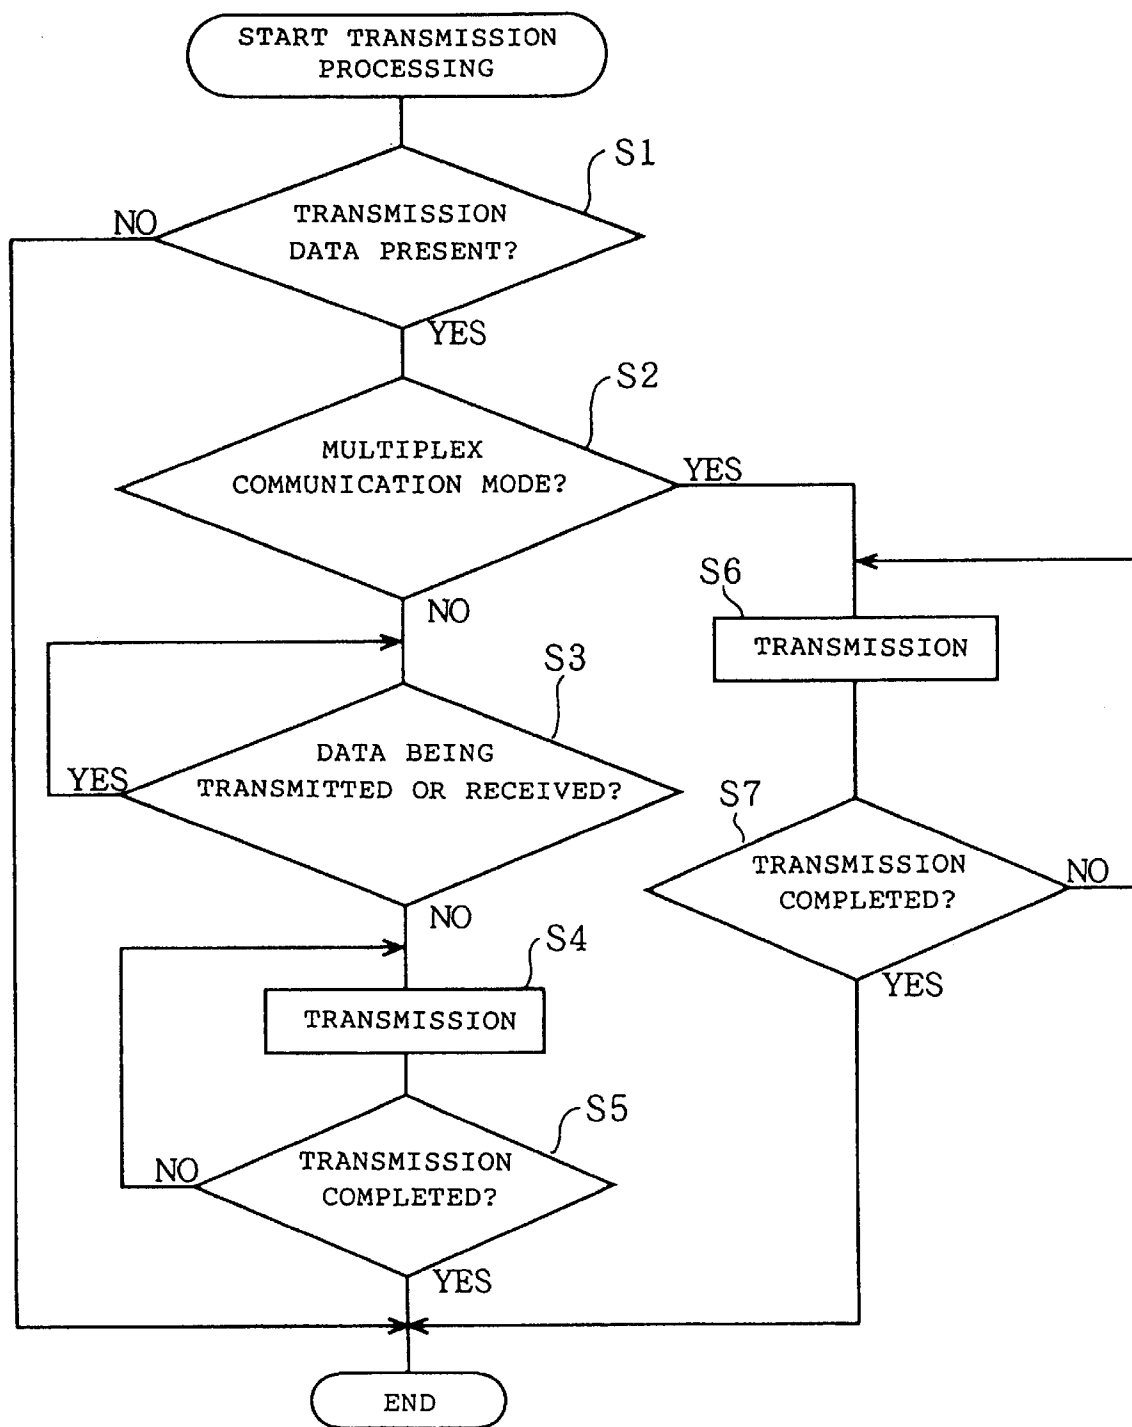 START TRANSMISSION
PROCESSING
S1
NO
TRANSMISSION
DATA PRESENT?
YES
S2
MULTIPLEX
COMMUNICATION MODE?
YES
NO
S6
TRANSMISSION
S3
DATA BEING
TRANSMITTED OR RECEIVED?
YES
NO
S7
TRANSMISSION
COMPLETED?
NO
YES
S4
TRANSMISSION
S5
NO
TRANSMISSION
COMPLETED?
YES
END